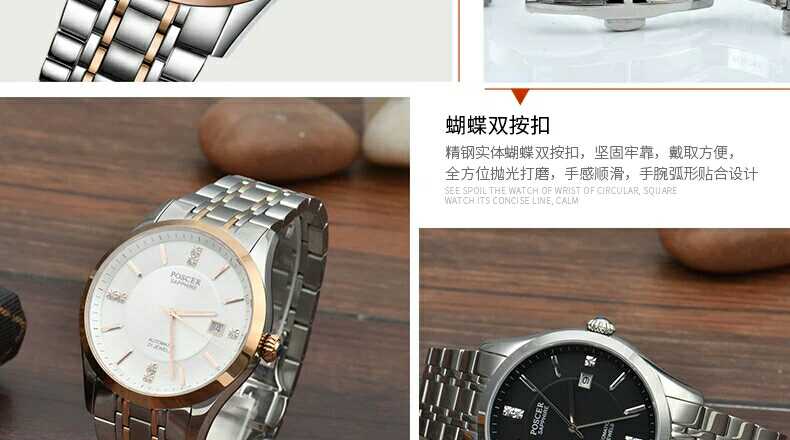 蝴蝶双按扣
精钢实体蝴蝶双按扣，坚固牢靠，戴取方便，
全方位抛光打磨，手感顺滑，手腕弧形贴合设计
SEE SPOIL THE WATCH OF WRIST OF CIRCULAR, SQUARE
WATCH ITS CONCISE LINE, CALM
POSCER
SAPPHIRE
21 JEWELS
POSCER
SAPPHIRE
9